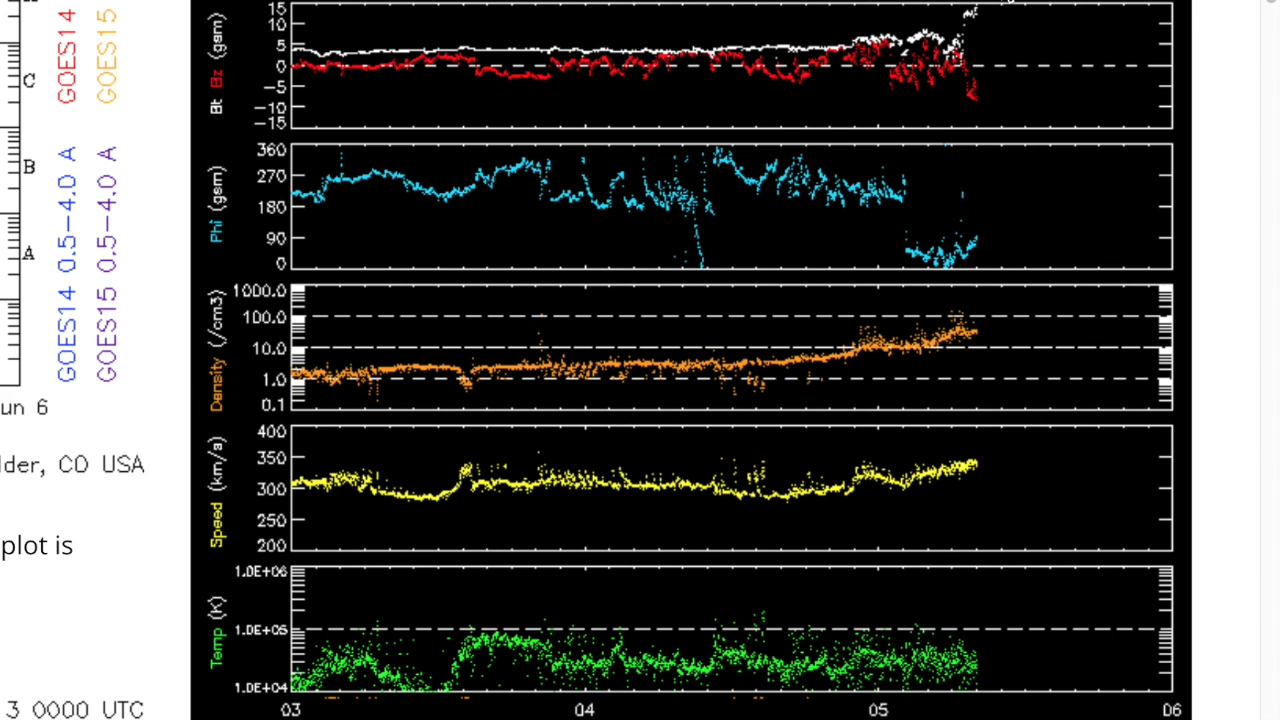 C
B
A
GOES14
GOES15
GOES14 0.5-4.0 A
GOES15 0.5-4.0 A
un 6
lder, CO USA
plot is
3 0000 UTC
Bt Bz (gsm)
15
10
5
0
-5
-10
-15
Phi (gsm)
360
270
180
90
0
Density (/cm3)
1000.0
100.0
10.0
1.0
0.1
Speed (km/s)
400
350
300
250
200
Temp (K)
1.0E+06
1.0E+05
1.0E+04
03 04 05 06